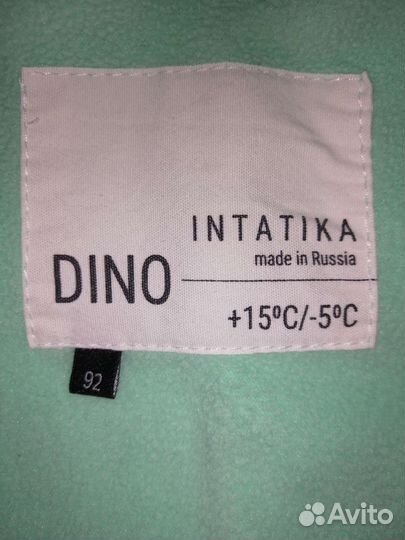 INTATIKA
made in Russia
DINO
+15ºC/-5ºC
92
Avito